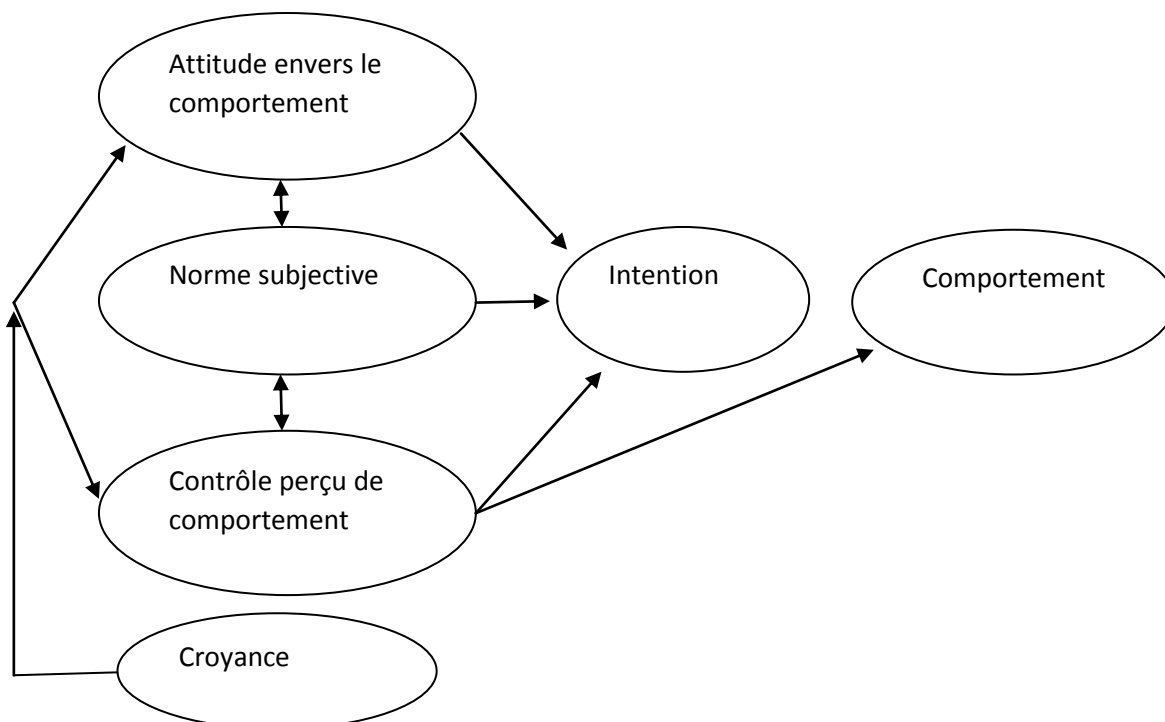 Attitude envers le
comportement
Norme subjective
Intention
Comportement
Contrôle perçu de
comportement
Croyance